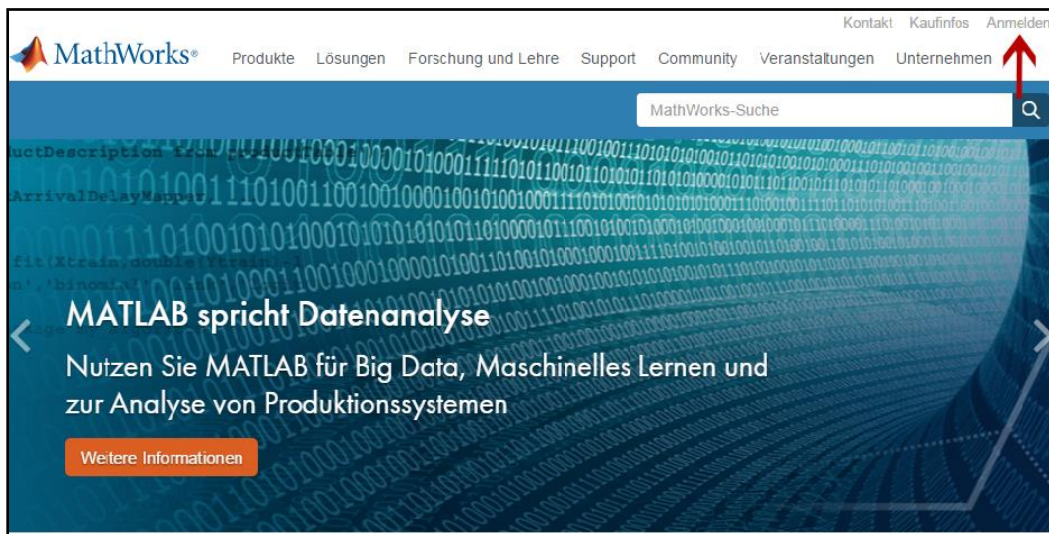 Kontakt Kaufinfos Anmelden
MathWorks®
Produkte Lösungen Forschung und Lehre Support Community Veranstaltungen Unternehmen
MathWorks-Suche
MATLAB spricht Datenanalyse
Nutzen Sie MATLAB für Big Data, Maschinelles Lernen und
zur Analyse von Produktionssystemen
Weitere Informationen